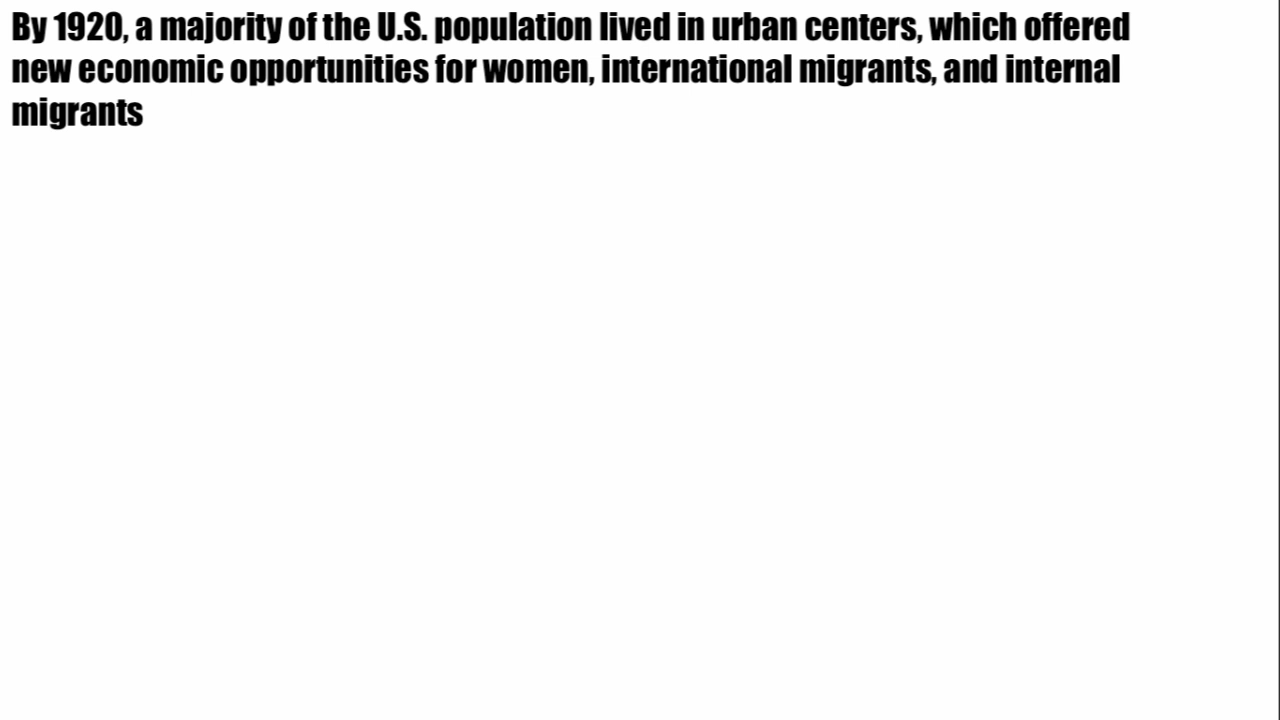 By 1920, a majority of the U.S. population lived in urban centers, which offered
new economic opportunities for women, international migrants, and internal
migrants